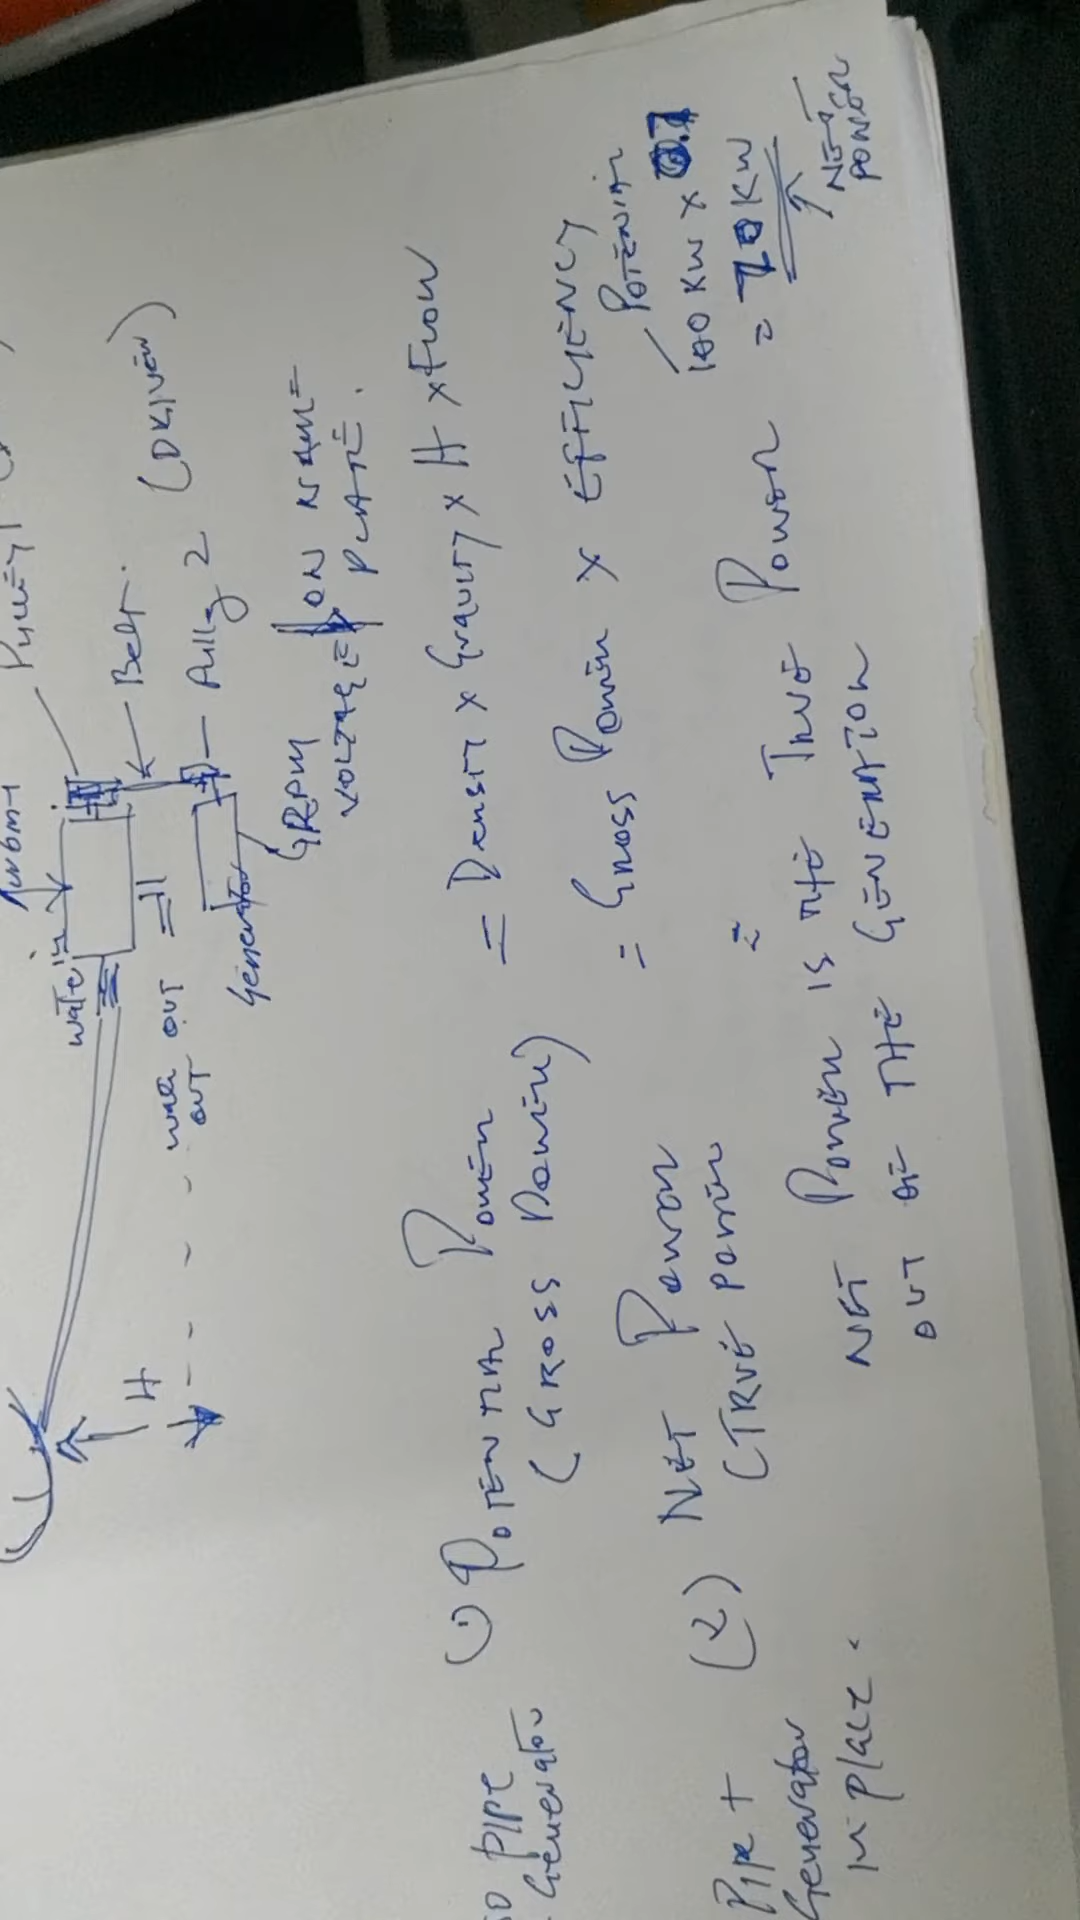 Pulley 1
Water in
Belt.
Pully 2 (DRIVEN)
Water OUT
Water OUT
H
Generator
RPM
VOLTAGE
ON NAME
PLATE.
NO PIPE
Generator
(1) POTENTIAL POWER = Density x Gravity x H x Flow
(GROSS POWER)
Pipe +
Generator
in place.
(2) NET POWER = Gross Power x EFFICIENCY
(TRUE POWER = TRUE POWER
POTENTIAL
100 KW x 0.7
= 70 KW
NET POWER
NET POWER IS THE
OUT OF THE GENERATION